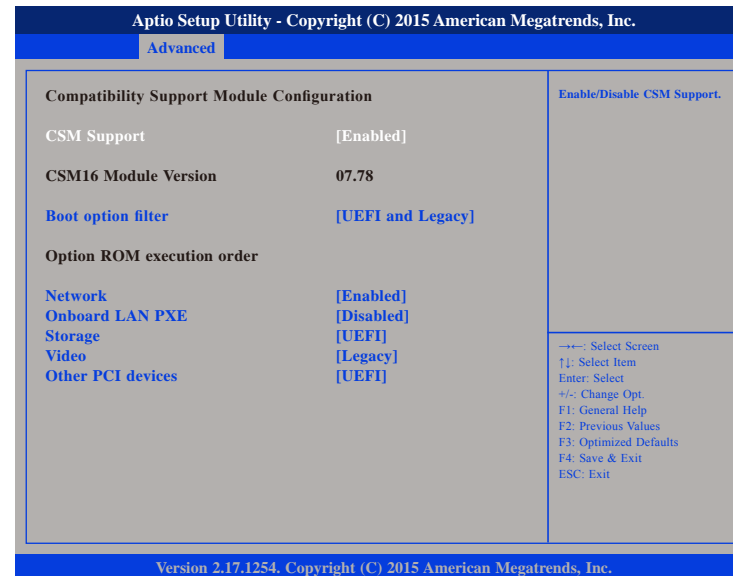 Aptio Setup Utility - Copyright (C) 2015 American Megatrends, Inc.
Advanced
Compatibility Support Module Configuration
CSM Support [Enabled]
CSM16 Module Version 07.78
Boot option filter [UEFI and Legacy]
Option ROM execution order
Network [Enabled]
Onboard LAN PXE [Disabled]
Storage [UEFI]
Video [Legacy]
Other PCI devices [UEFI]
Enable/Disable CSM Support.
→←: Select Screen
↑↓: Select Item
Enter: Select
+/-: Change Opt.
F1: General Help
F2: Previous Values
F3: Optimized Defaults
F4: Save & Exit
ESC: Exit
Version 2.17.1254. Copyright (C) 2015 American Megatrends, Inc.